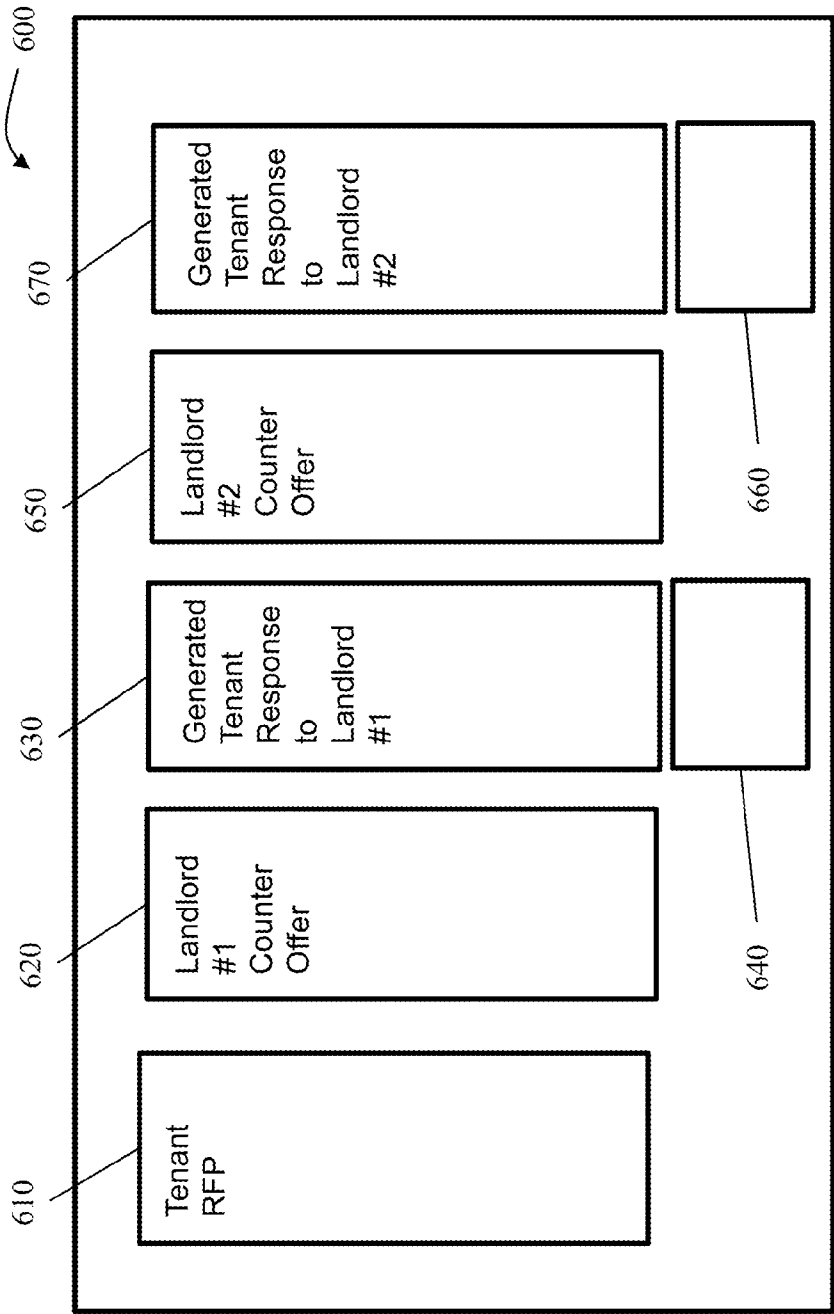 600
610
620
630
650
670
Tenant
RFP
Landlord
#1
Counter
Offer
Generated
Tenant
Response
to
Landlord
#1
Landlord
#2
Counter
Offer
Generated
Tenant
Response
to
Landlord
#2
640
660